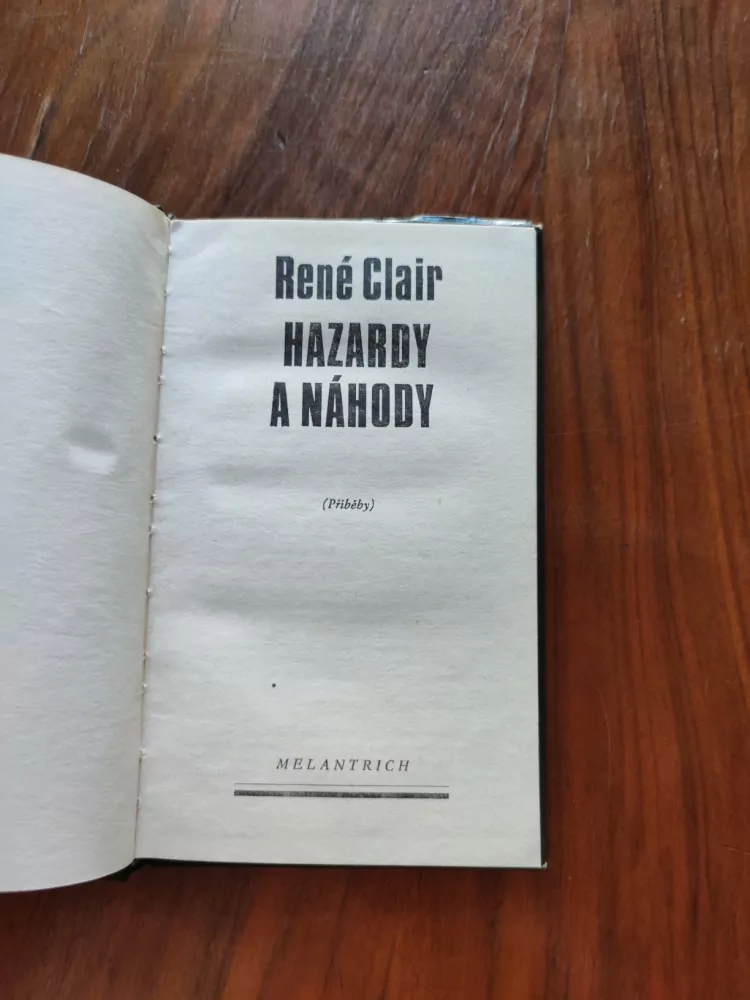 René Clair
HAZARDY
A NÁHODY
(Příběhy)
MELANTRICH